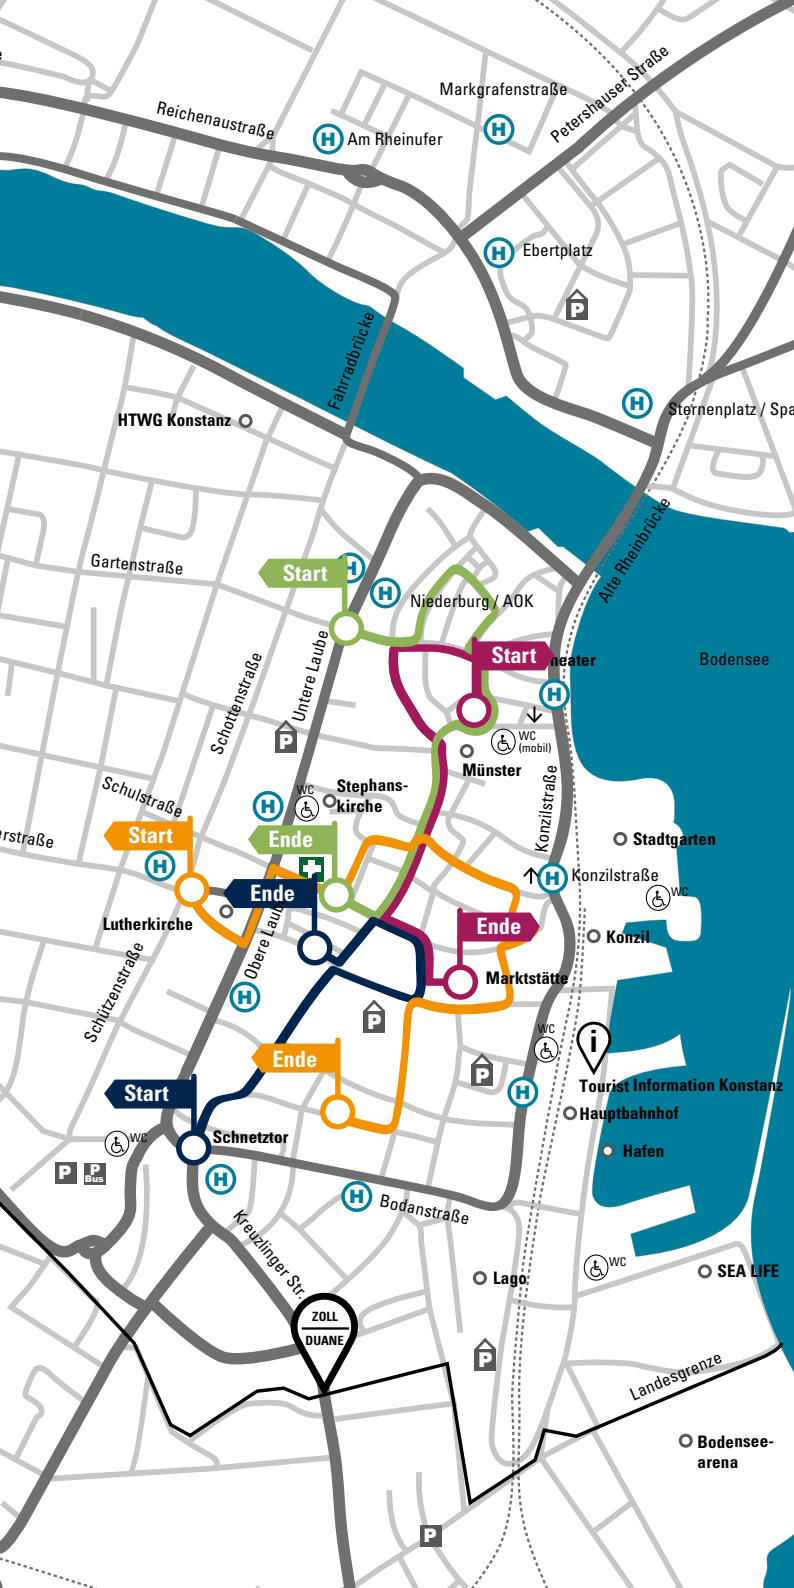 Markgrafenstraße
Petershauser Straße
Reichenaustraße
H
H
Am Rheinufer
H
Ebertplatz
P
Fahrradbrücke
H
Sternenplatz / Spa
HTWG Konstanz
Alte Rheinbrücke
Gartenstraße
Start
H
H
Niederburg / AOK
Untere Laube
Start
heater
Bodensee
Schottenstraße
H
P
WC
(mobil)
Münster
Konzilstraße
Schulstraße
WC
Stephans-
kirche
H
erstraße
Start
Ende
Stadtgarten
H
H
Konzilstraße
WC
Ende
Lutherkirche
Obere Laube
Ende
Konzil
Schützenstraße
Marktstätte
H
P
WC
i
Ende
P
Tourist Information Konstanz
Start
H
Hauptbahnhof
WC
Schnetztor
Hafen
P
P
Bus
H
H
Bodanstraße
Kreuzlinger Str.
WC
Lago
SEA LIFE
ZOLL
DUANE
P
Landesgrenze
Bodensee-
arena
P